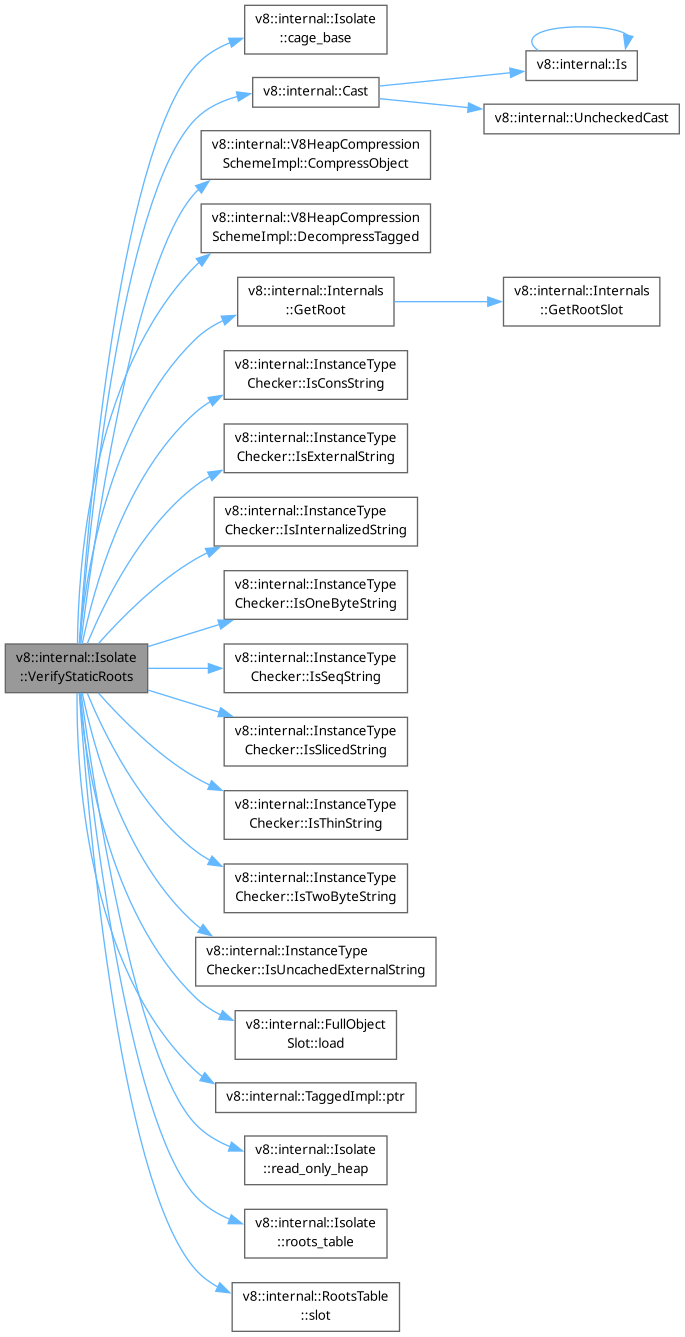 v8::internal::Isolate
::cage_base
v8::internal::Is
v8::internal::Cast
v8::internal::UncheckedCast
v8::internal::V8HeapCompression
SchemeImpl::CompressObject
v8::internal::V8HeapCompression
SchemeImpl::DecompressTagged
v8::internal::Internals
::GetRoot
v8::internal::Internals
::GetRootSlot
v8::internal::InstanceType
Checker::IsConsString
v8::internal::InstanceType
Checker::IsExternalString
v8::internal::InstanceType
Checker::IsInternalizedString
v8::internal::InstanceType
Checker::IsOneByteString
v8::internal::Isolate
::VerifyStaticRoots
v8::internal::InstanceType
Checker::IsSeqString
v8::internal::InstanceType
Checker::IsSlicedString
v8::internal::InstanceType
Checker::IsThinString
v8::internal::InstanceType
Checker::IsTwoByteString
v8::internal::InstanceType
Checker::IsUncachedExternalString
v8::internal::FullObject
Slot::load
v8::internal::TaggedImpl::ptr
v8::internal::Isolate
::read_only_heap
v8::internal::Isolate
::roots_table
v8::internal::RootsTable
::slot